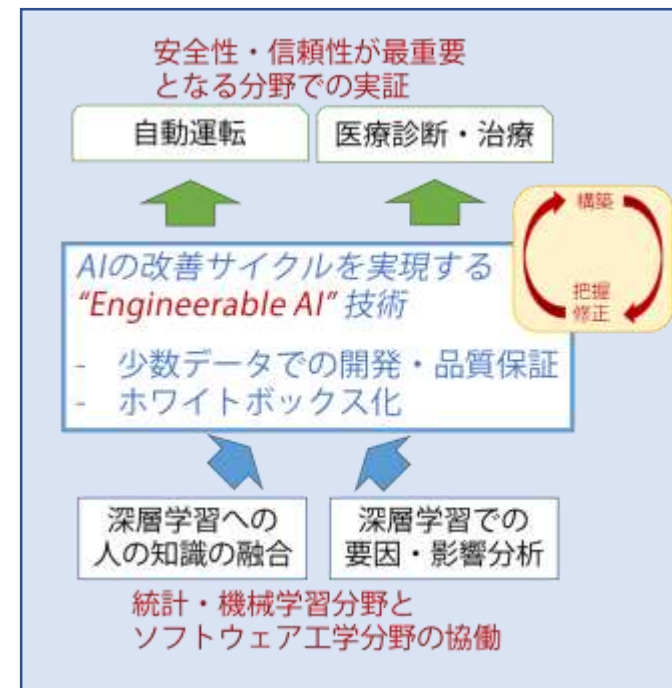 安全性・信頼性が最重要
となる分野での実証
自動運転
医療診断・治療
構築
把握
修正
AIの改善サイクルを実現する
“Engineerable AI” 技術
- 少数データでの開発・品質保証
- ホワイトボックス化
深層学習への
人の知識の融合
深層学習での
要因・影響分析
統計・機械学習分野と
ソフトウェア工学分野の協働